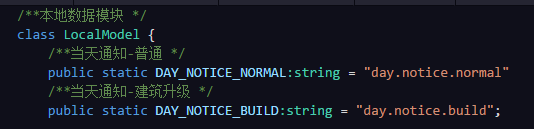 /**本地数据模块 */
class LocalModel {
/**当天通知-普通 */
public static DAY_NOTICE_NORMAL:string = "day.notice.normal"
/**当天通知-建筑升级 */
public static DAY_NOTICE_BUILD:string = "day.notice.build";